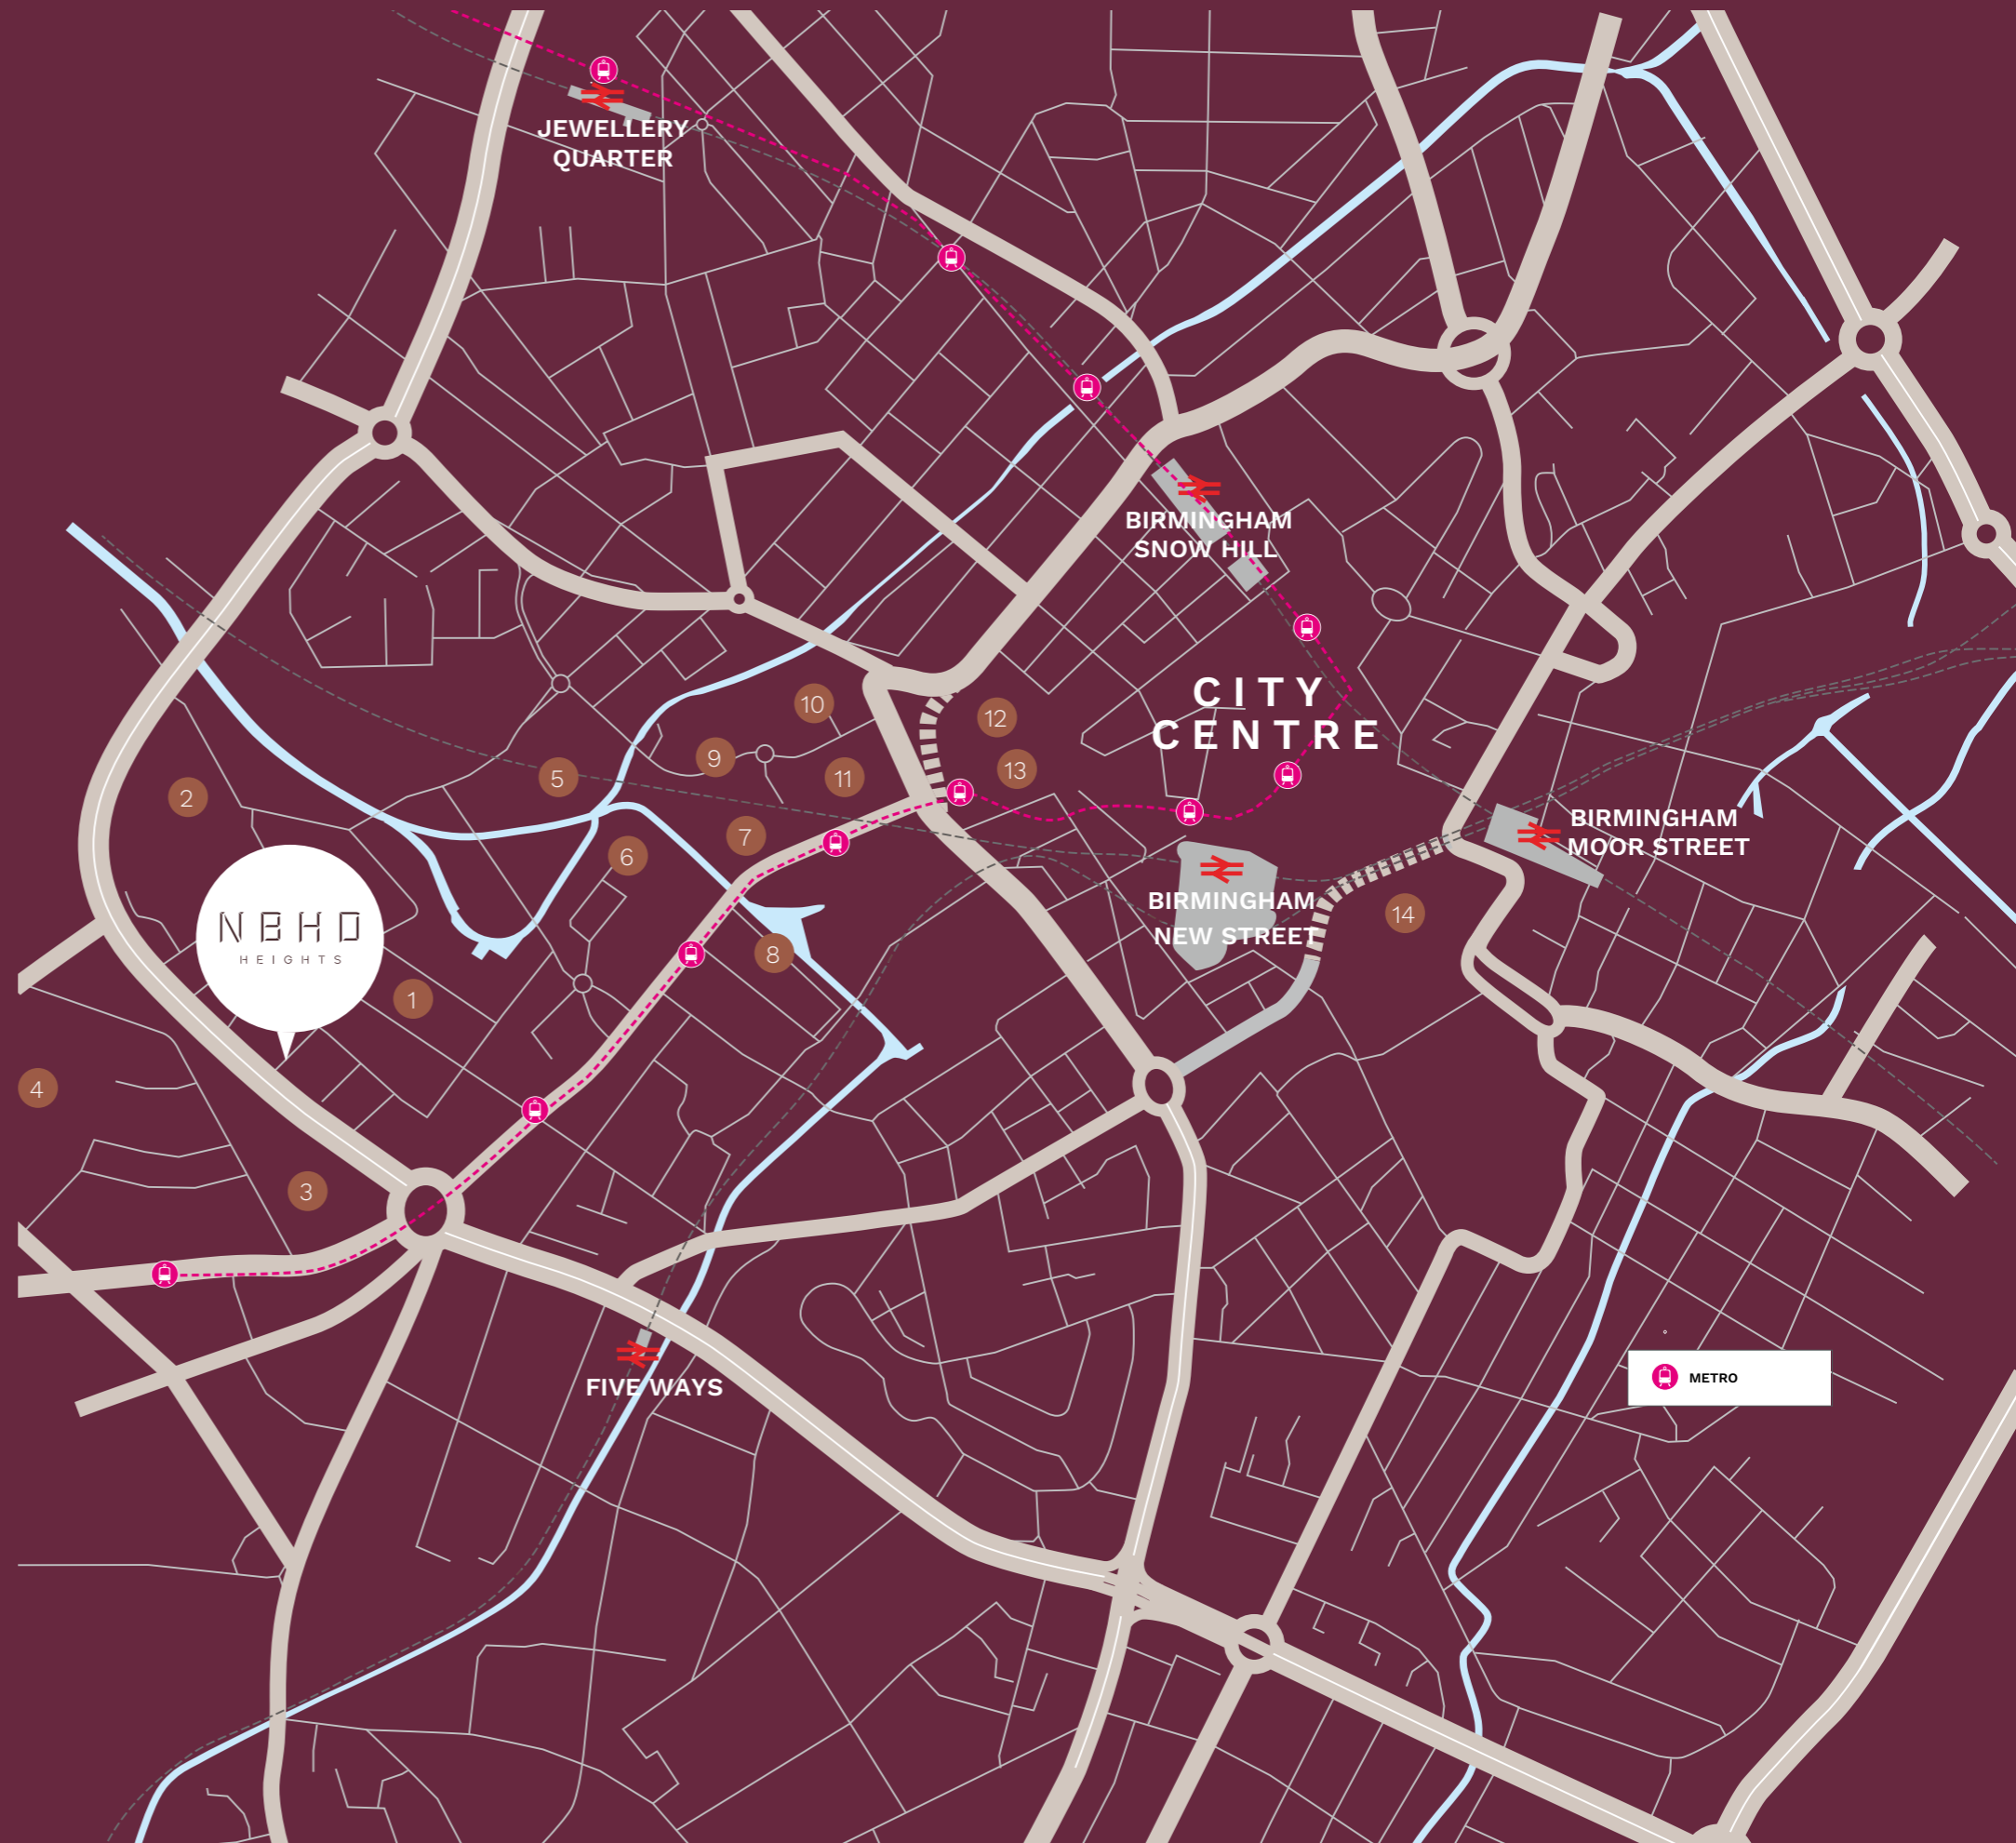 JEWELLERY
QUARTER
BIRMINGHAM
SNOW HILL
CITY
CENTRE
10
12
9
11
13
5
2
7
6
BIRMINGHAM
MOOR STREET
BIRMINGHAM
NEW STREET
14
NBHD
HEIGHTS
8
1
4
3
FIVE WAYS
METRO